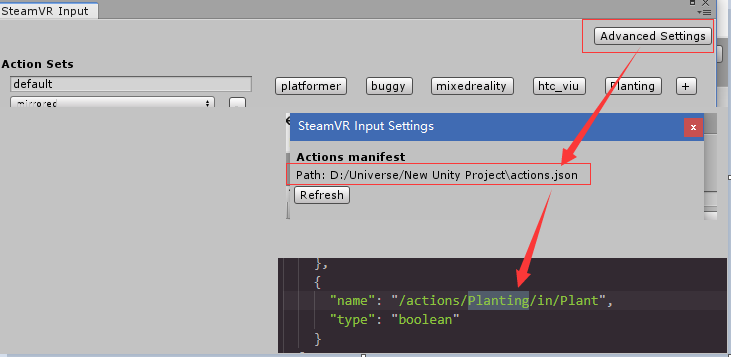 SteamVR Input
Advanced Settings
Action Sets
default
platformer
buggy
mixedreality
htc_viu
Planting
+
mirrored
SteamVR Input Settings
x
Actions manifest
Path: D:/Universe/New Unity Project\actions.json
Refresh
},
{
"name": "/actions/Planting/in/Plant",
"type": "boolean"
}